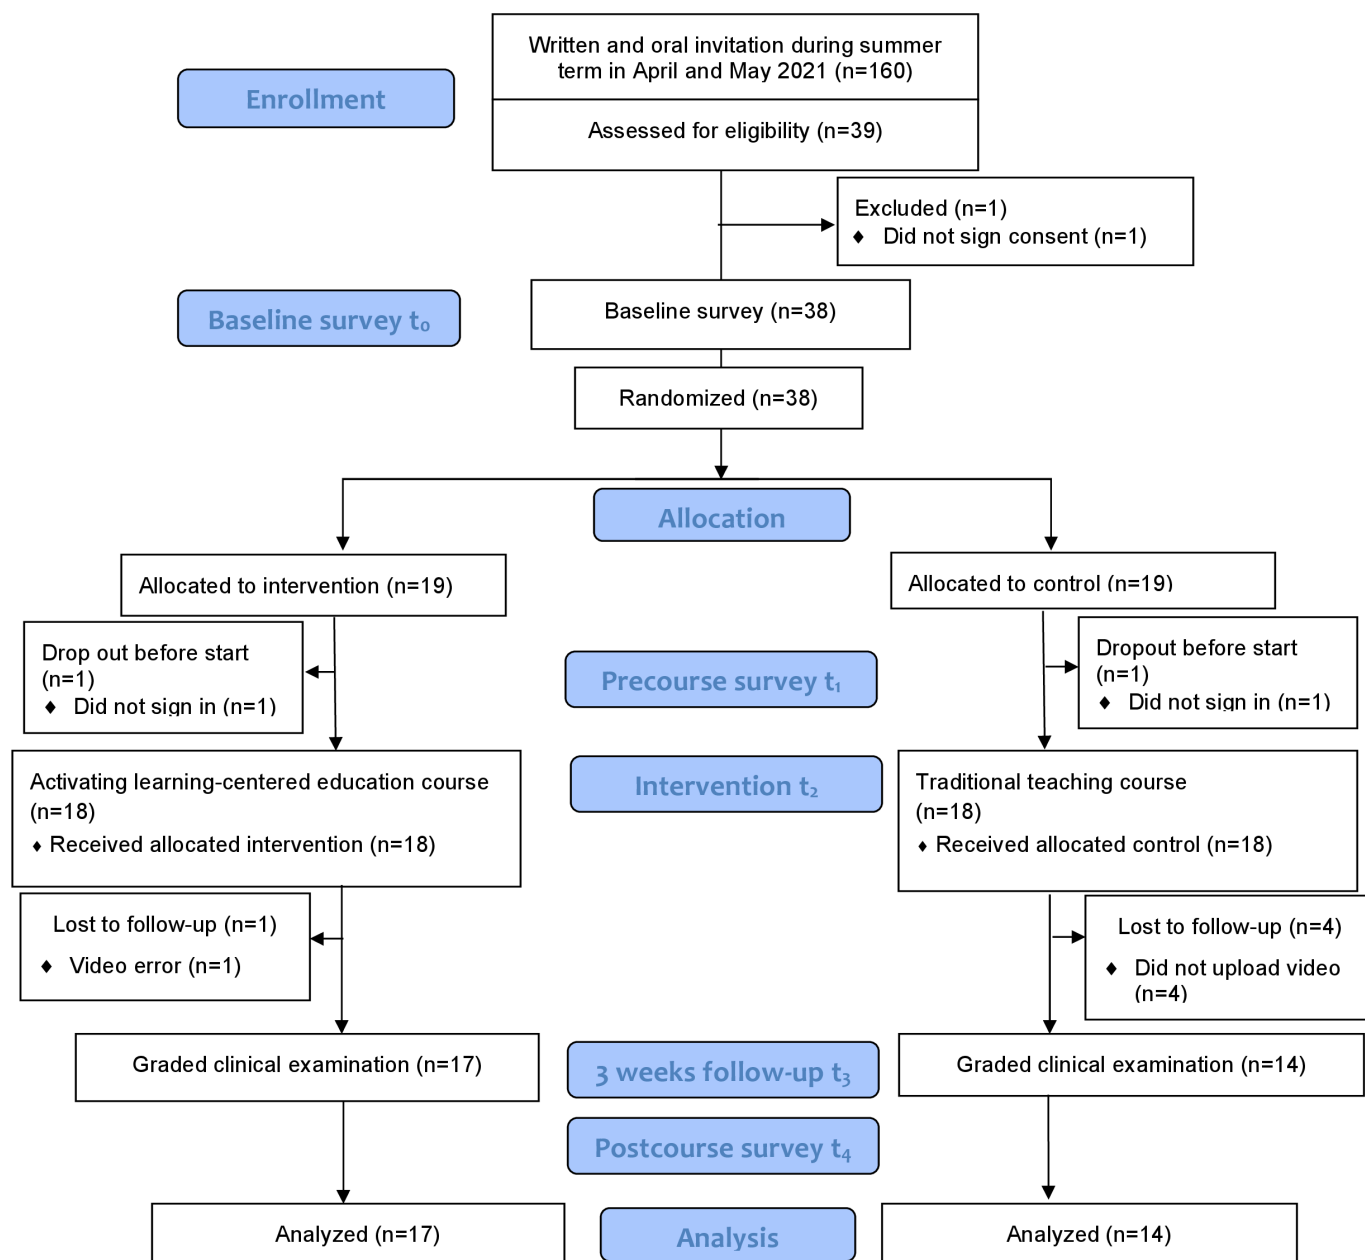 Written and oral invitation during summer
term in April and May 2021 (n=160)
Enrollment
Assessed for eligibility (n=39)
Excluded (n=1)
♦ Did not sign consent (n=1)
Baseline survey t₀
Baseline survey (n=38)
Randomized (n=38)
Allocation
Allocated to intervention (n=19)
Allocated to control (n=19)
Drop out before start
(n=1)
♦ Did not sign in (n=1)
Precourse survey t₁
Dropout before start
(n=1)
♦ Did not sign in (n=1)
Activating learning-centered education course
(n=18)
♦ Received allocated intervention (n=18)
Intervention t₂
Traditional teaching course
(n=18)
♦ Received allocated control (n=18)
Lost to follow-up (n=1)
♦ Video error (n=1)
Lost to follow-up (n=4)
♦ Did not upload video
(n=4)
Graded clinical examination (n=17)
3 weeks follow-up t₃
Graded clinical examination (n=14)
Postcourse survey t₄
Analyzed (n=17)
Analysis
Analyzed (n=14)